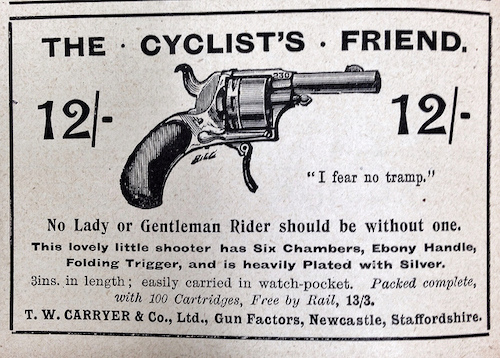 THE · CYCLIST'S · FRIEND.
12/-
12/-
230
"I fear no tramp."
No Lady or Gentleman Rider should be without one.
This lovely little shooter has Six Chambers, Ebony Handle,
Folding Trigger, and is heavily Plated with Silver.
3ins. in length; easily carried in watch-pocket. Packed complete,
with 100 Cartridges, Free by Rail, 13/3.
T. W. CARRYER & Co., Ltd., Gun Factors, Newcastle, Staffordshire.